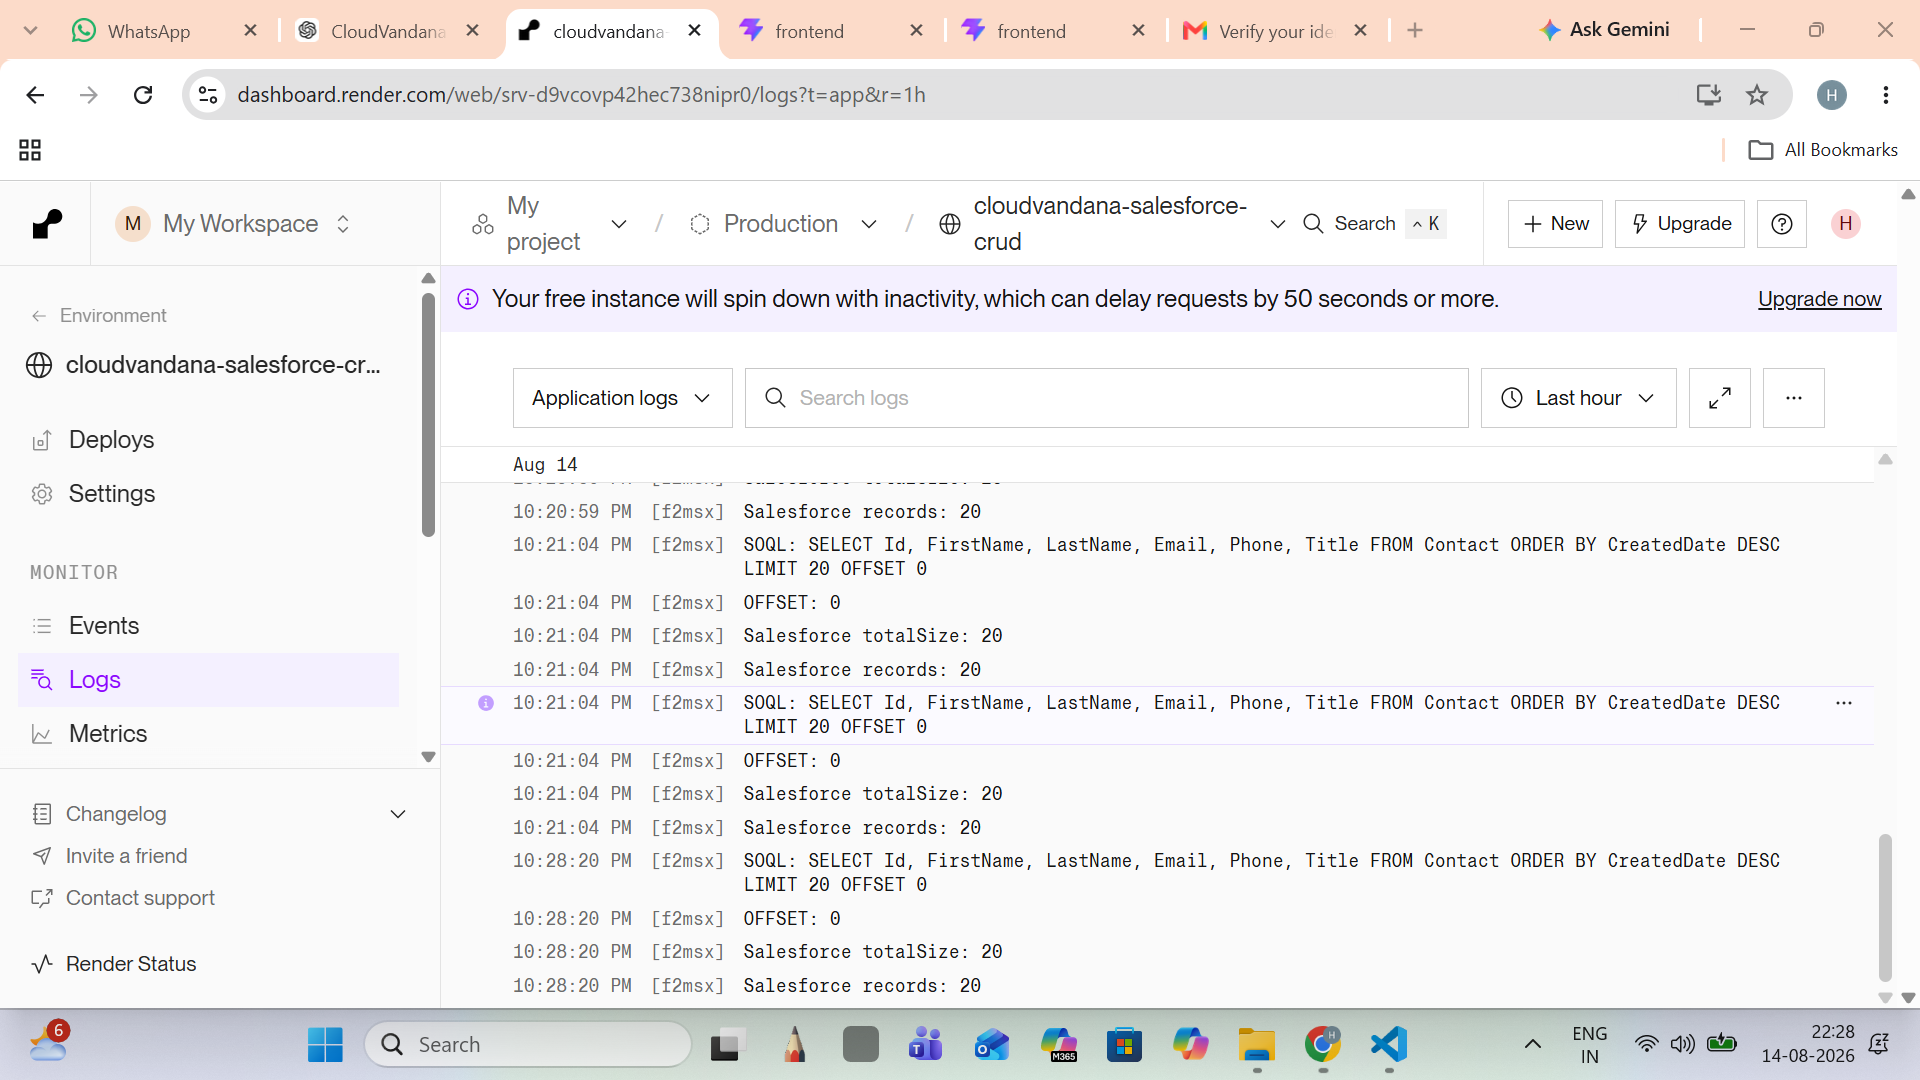 WhatsApp
CloudVandana
cloudvandana-
frontend
frontend
Verify your ide
Ask Gemini
dashboard.render.com/web/srv-d9vcovp42hec738nipr0/logs?t=app&r=1h
H
All Bookmarks
M My Workspace
My project / Production / cloudvandana-salesforce-crud
Search ^ K
+ New
Upgrade
H
Your free instance will spin down with inactivity, which can delay requests by 50 seconds or more.
Upgrade now
Environment
cloudvandana-salesforce-cr...
Deploys
Settings
MONITOR
Events
Logs
Metrics
Changelog
Invite a friend
Contact support
Render Status
Application logs
Search logs
Last hour
...
Aug 14
10:20:59 PM [f2msx] Salesforce records: 20
10:21:04 PM [f2msx] SOQL: SELECT Id, FirstName, LastName, Email, Phone, Title FROM Contact ORDER BY CreatedDate DESC
LIMIT 20 OFFSET 0
10:21:04 PM [f2msx] OFFSET: 0
10:21:04 PM [f2msx] Salesforce totalSize: 20
10:21:04 PM [f2msx] Salesforce records: 20
10:21:04 PM [f2msx] SOQL: SELECT Id, FirstName, LastName, Email, Phone, Title FROM Contact ORDER BY CreatedDate DESC
LIMIT 20 OFFSET 0
10:21:04 PM [f2msx] OFFSET: 0
10:21:04 PM [f2msx] Salesforce totalSize: 20
10:21:04 PM [f2msx] Salesforce records: 20
10:28:20 PM [f2msx] SOQL: SELECT Id, FirstName, LastName, Email, Phone, Title FROM Contact ORDER BY CreatedDate DESC
LIMIT 20 OFFSET 0
10:28:20 PM [f2msx] OFFSET: 0
10:28:20 PM [f2msx] Salesforce totalSize: 20
10:28:20 PM [f2msx] Salesforce records: 20
6
Search
M365
ENG
IN
22:28
14-08-2026